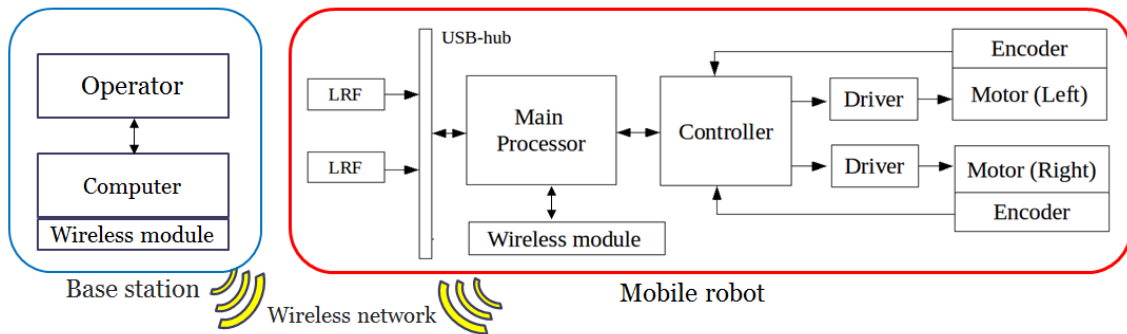 Operator
Computer
Wireless module
Base station
Wireless network
USB-hub
LRF
LRF
Main
Processor
Wireless module
Controller
Driver
Driver
Encoder
Motor (Left)
Motor (Right)
Encoder
Mobile robot